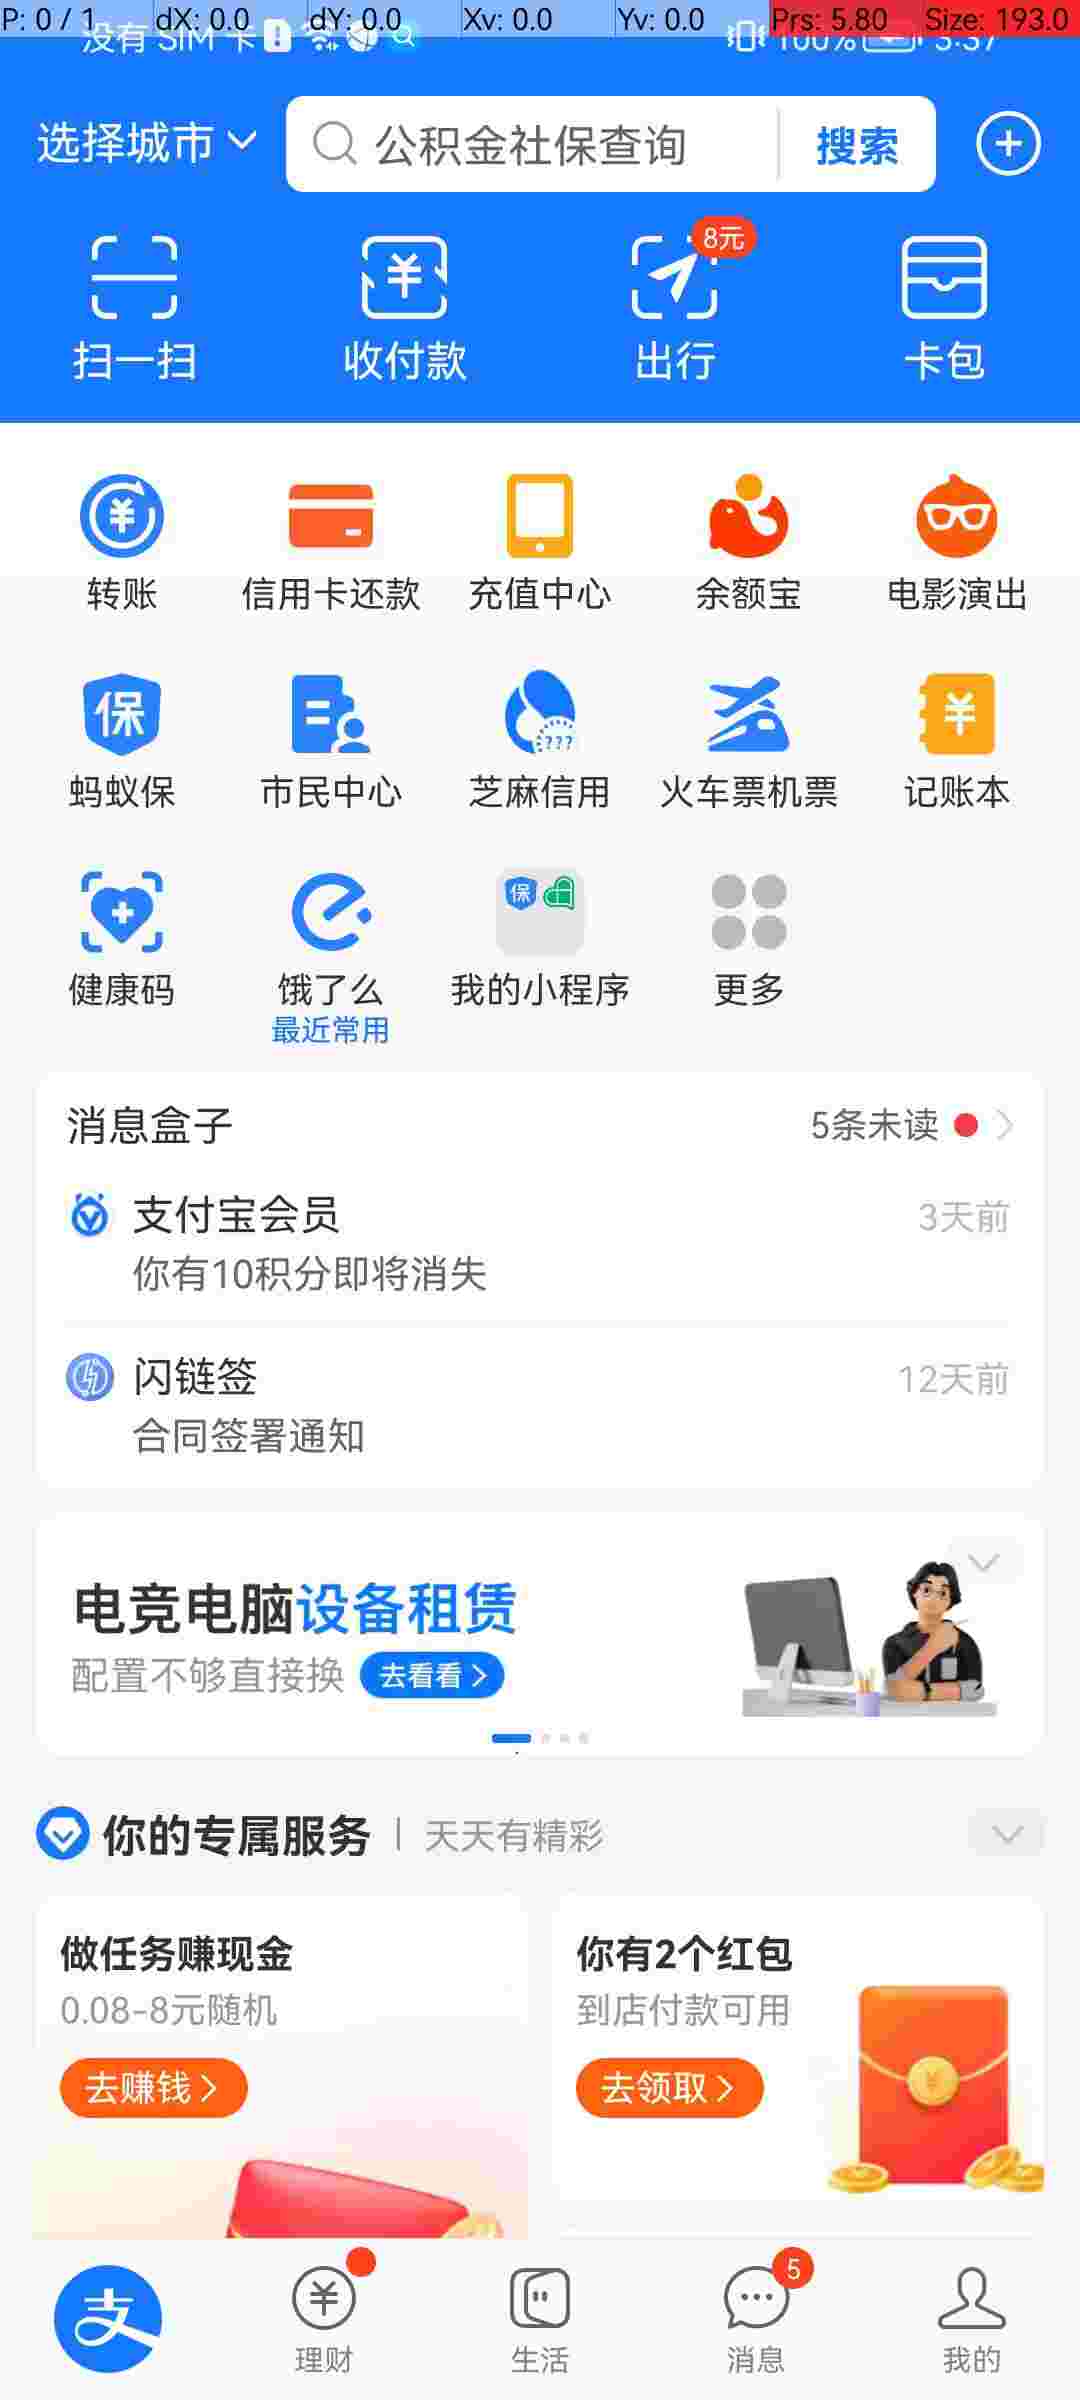 P: 0 / 1 dX: 0.0 dY: 0.0 Xv: 0.0 Yv: 0.0 Prs: 5.80 Size: 193.0
没有 SIM 卡 100% 3:37
选择城市 公积金社保查询 搜索
8元
扫一扫 收付款 出行 卡包
转账 信用卡还款 充值中心 余额宝 电影演出
保 ???
蚂蚁保 市民中心 芝麻信用 火车票机票 记账本
保
健康码 饿了么 我的小程序 更多
最近常用
消息盒子 5条未读
支付宝会员 3天前
你有10积分即将消失
闪链签 12天前
合同签署通知
电竞电脑设备租赁
配置不够直接换 去看看
你的专属服务 天天有精彩
做任务赚现金 你有2个红包
0.08-8元随机 到店付款可用
去赚钱 去领取
支 5
理财 生活 消息 我的